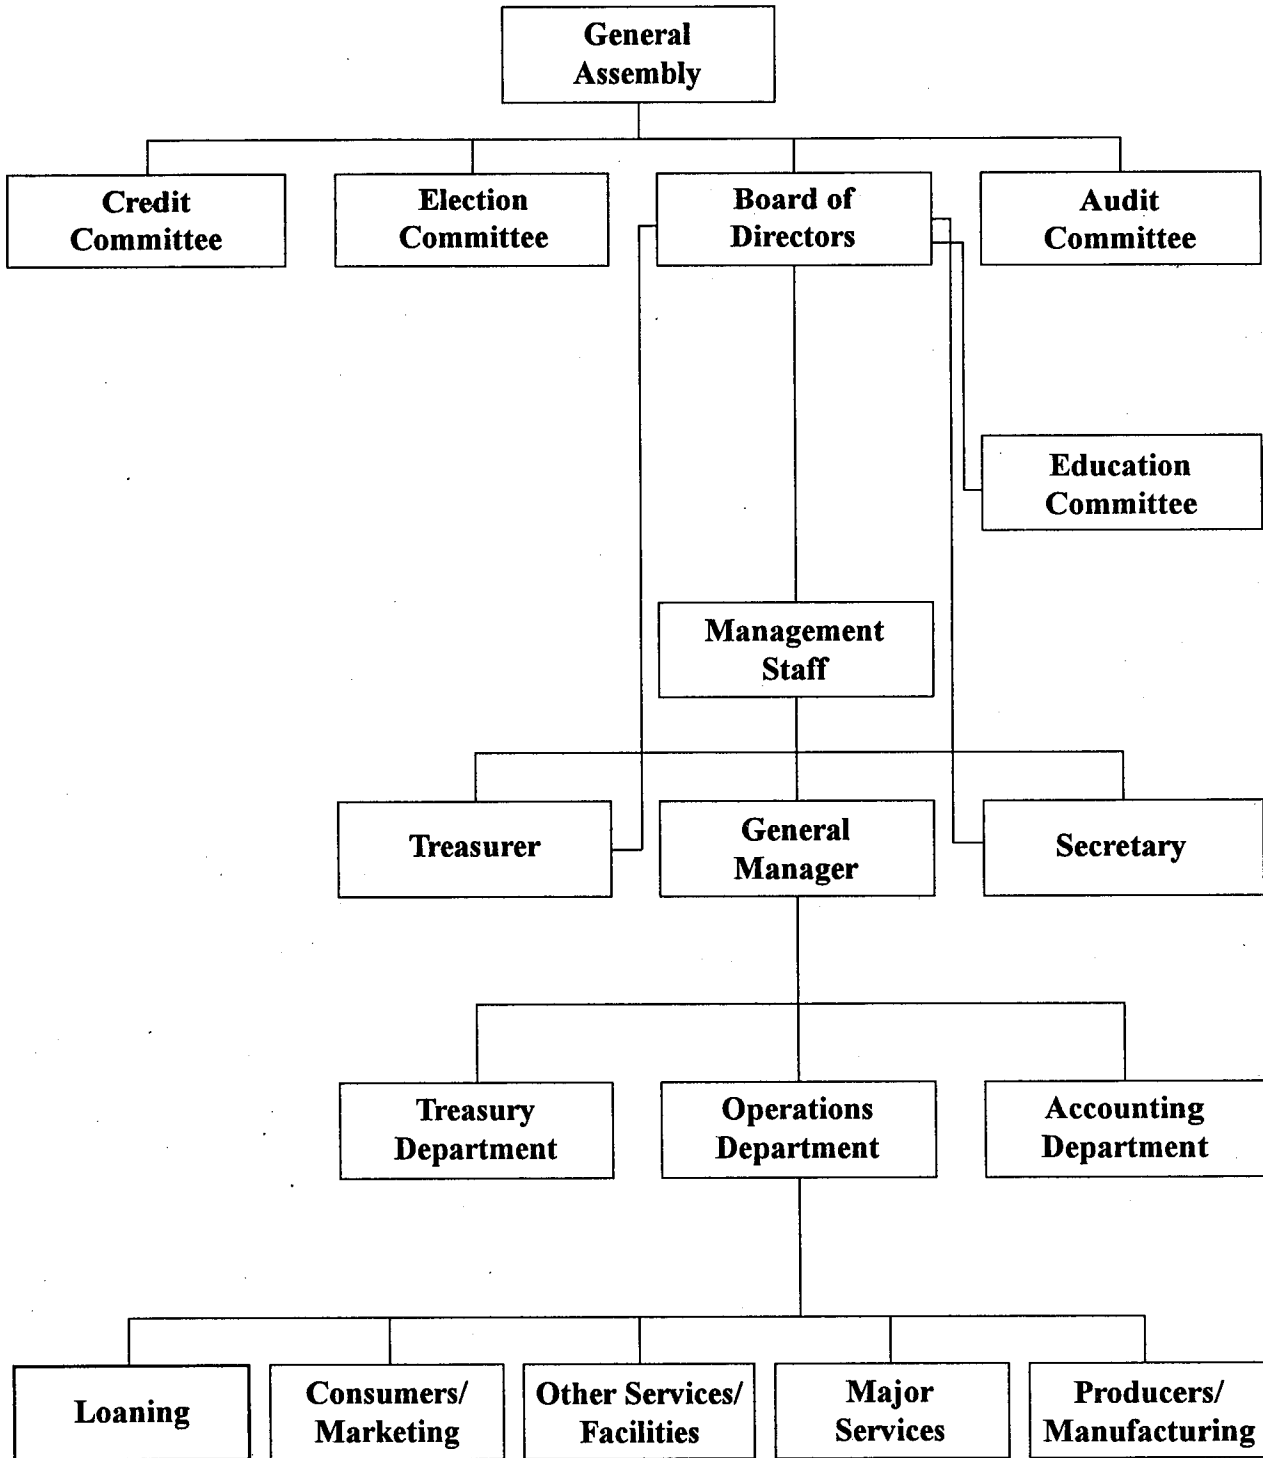 General
Assembly
Credit
Committee
Election
Committee
Board of
Directors
Audit
Committee
Education
Committee
Management
Staff
Treasurer
General
Manager
Secretary
Treasury
Department
Operations
Department
Accounting
Department
Loaning
Consumers/
Marketing
Other Services/
Facilities
Major
Services
Producers/
Manufacturing